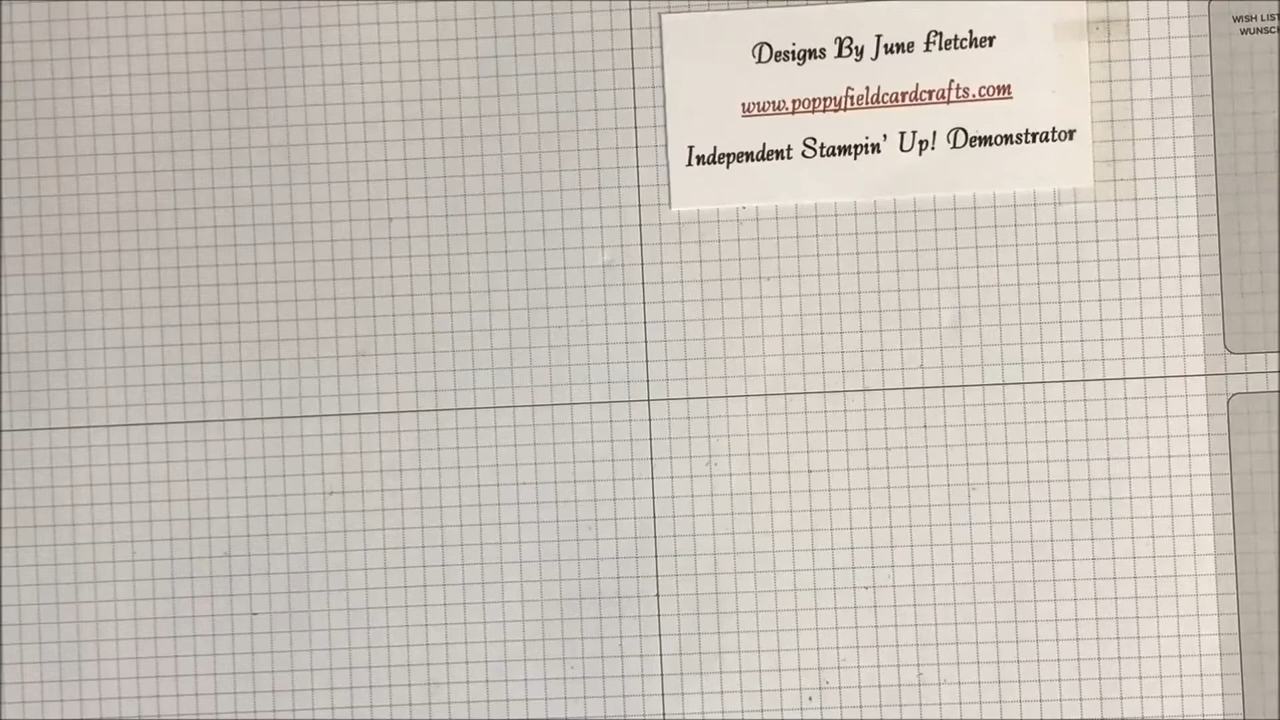 Designs By June Fletcher
www.poppyfieldcardcrafts.com
Independent Stampin' Up! Demonstrator
WISH LIST